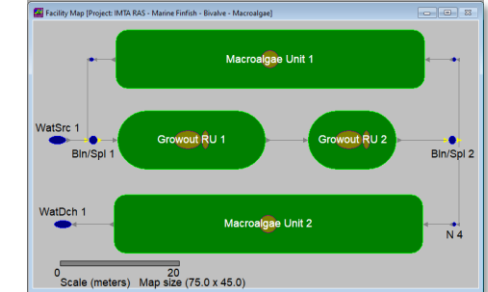 Facility Map [Project: IMTA RAS - Marine Finfish - Bivalve - Macroalgae]
Macroalgae Unit 1
WatSrc 1
Bln/Spl 1
Growout RU 1
Growout RU 2
Bln/Spl 2
WatDch 1
Macroalgae Unit 2
N 4
0 20
Scale (meters) Map size (75.0 x 45.0)